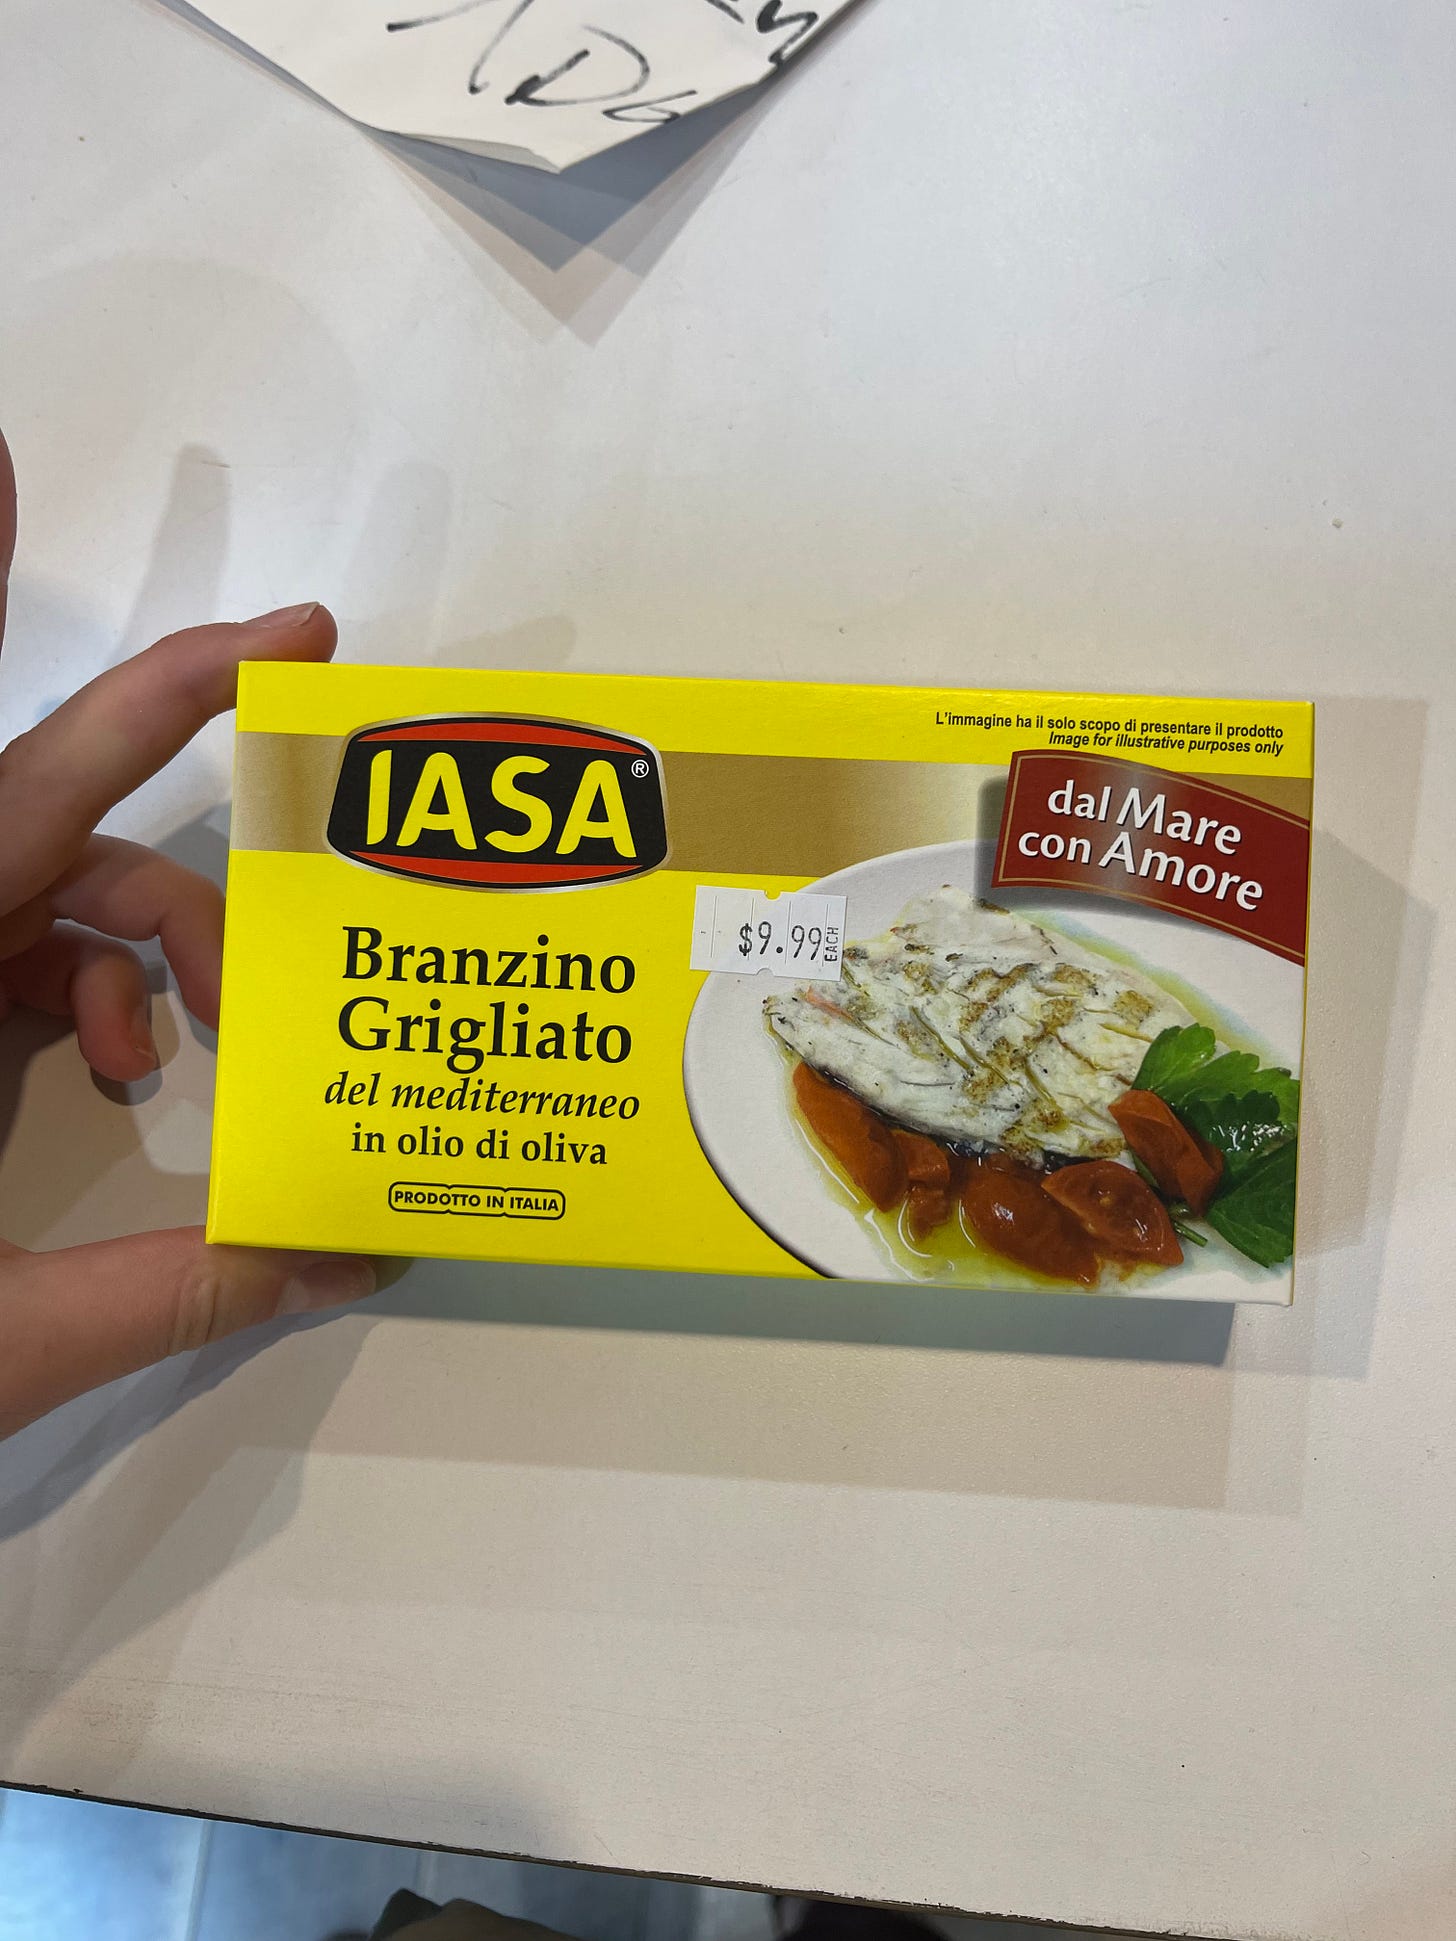 IASA®
L'immagine ha il solo scopo di presentare il prodotto
Image for illustrative purposes only
dal Mare
con Amore
$9.99 EACH
Branzino
Grigliato
del mediterraneo
in olio di oliva
PRODOTTO IN ITALIA